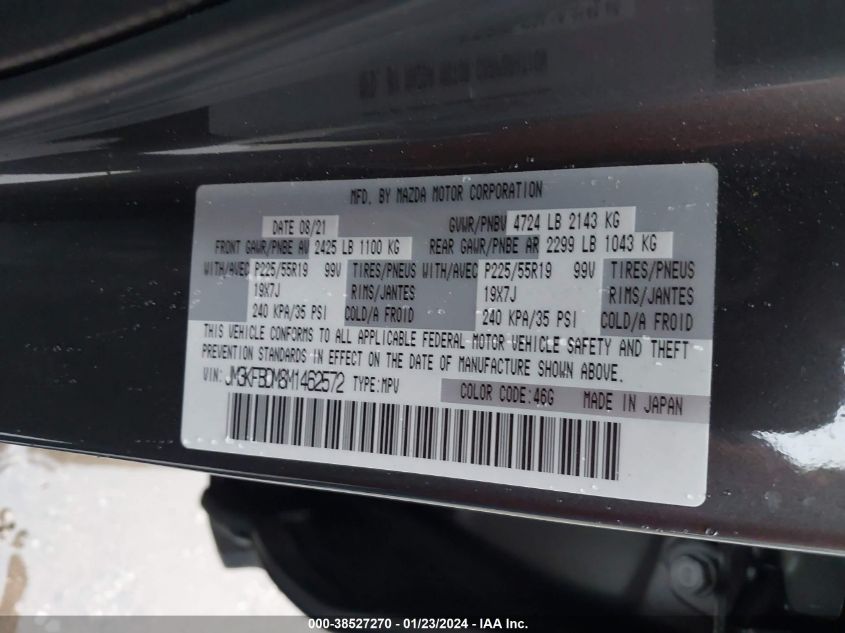 MFD. BY MAZDA MOTOR CORPORATION
DATE 08/21 GVWR/PNBV 4724 LB 2143 KG
FRONT GAWR/PNBE AV 2425 LB 1100 KG REAR GAWR/PNBE AR 2299 LB 1043 KG
WITH/AVEC P225/55R19 99V TIRES/PNEUS WITH/AVEC P225/55R19 99V TIRES/PNEUS
19X7J RIMS/JANTES 19X7J RIMS/JANTES
240 KPA/35 PSI COLD/A FROID 240 KPA/35 PSI COLD/A FROID
THIS VEHICLE CONFORMS TO ALL APPLICABLE FEDERAL MOTOR VEHICLE SAFETY AND THEFT
PREVENTION STANDARDS IN EFFECT ON THE DATE OF MANUFACTURE SHOWN ABOVE.
VIN: JM3KFBDM8M1462572 TYPE:MPV COLOR CODE:46G MADE IN JAPAN
000-38527270 - 01/23/2024 - IAA Inc.